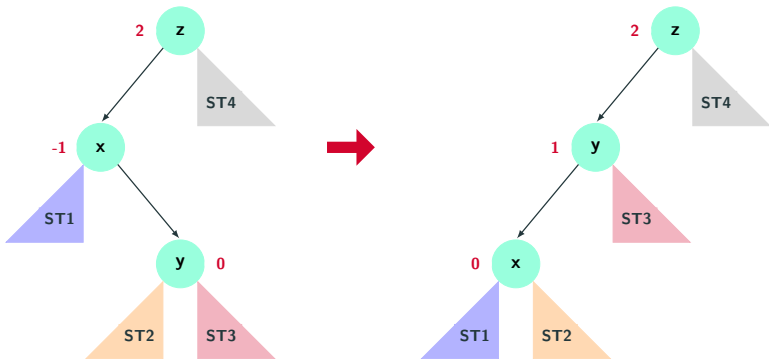 2 z
ST4
-1 x
ST1
y 0
ST2 ST3
2 z
ST4
1 y
ST3
0 x
ST1 ST2